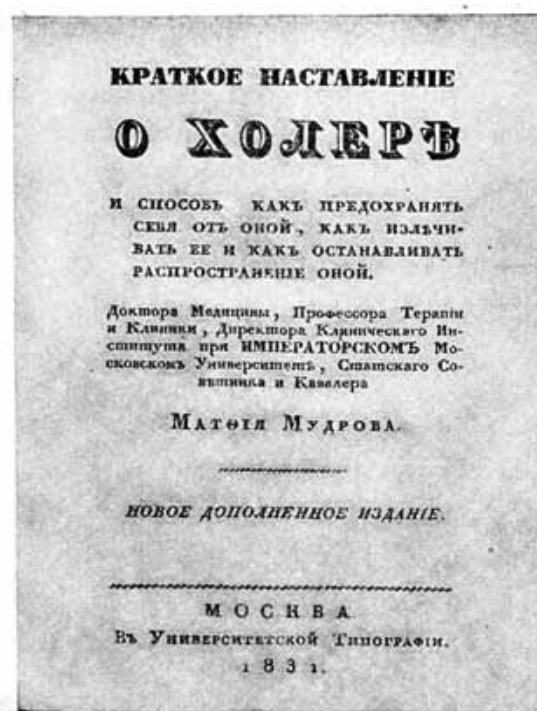 КРАТКОЕ НАСТАВЛЕНІЕ
О ХОЛЕРѢ
И СПОСОБЪ КАКЪ ПРЕДОХРАНЯТЬ
СЕБЯ ОТЪ ОНОЙ, КАКЪ ИЗЛѢЧИ-
ВАТЬ ЕЕ И КАКЪ ОСТАНАВЛИВАТЬ
РАСПРОСТРАНЕНІЕ ОНОЙ.
Доктора Медицины, Профессора Терапіи
и Клиники, Директора Клиническаго Ин-
ститута при ИМПЕРАТОРСКОМЪ Мо-
сковскомъ Университетѣ, Статскаго Со-
вѣтника и Кавалера
МАТѲІЯ МУДРОВА.
НОВОЕ ДОПОЛНЕННОЕ ИЗДАНІЕ.
МОСКВА
ВЪ УНИВЕРСИТЕТСКОЙ ТИПОГРАФІИ.
1831.